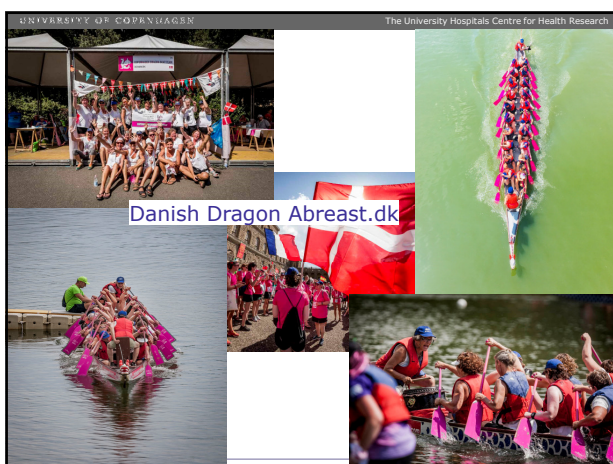 UNIVERSITY OF COPENHAGEN
The University Hospitals Centre for Health Research
Danish Dragon Abreast.dk